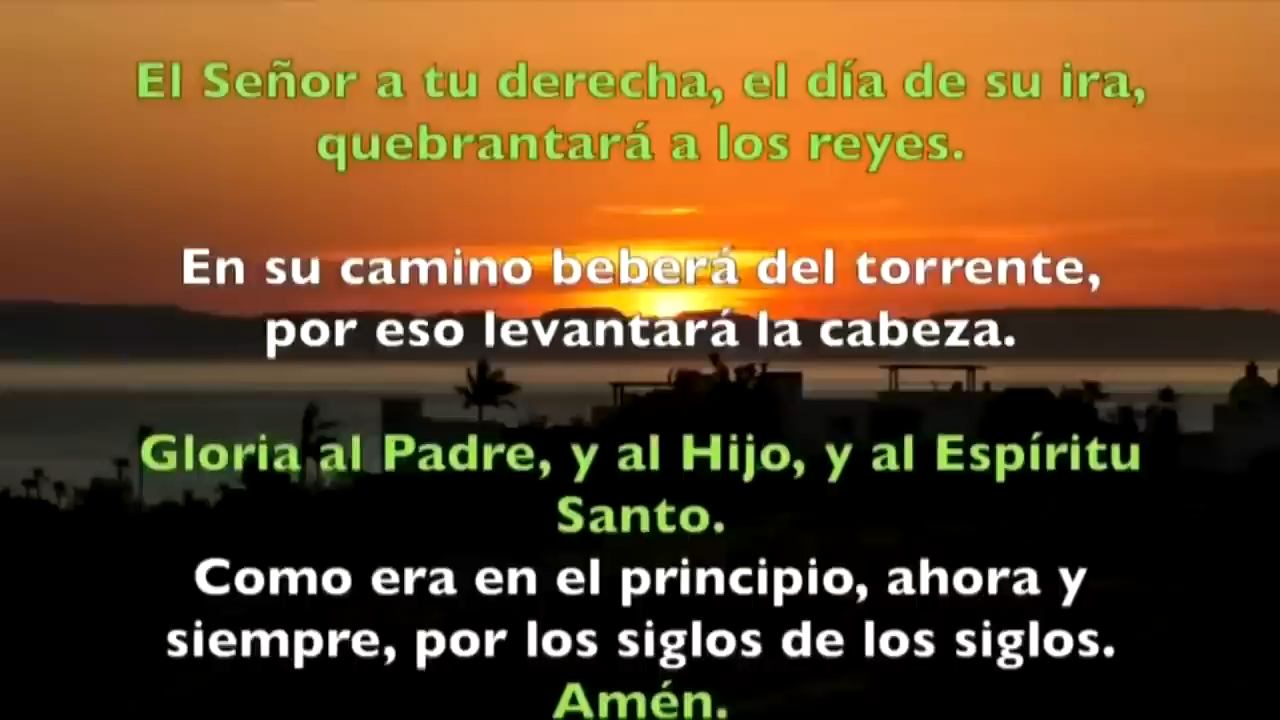 El Señor a tu derecha, el día de su ira,
quebrantará a los reyes.
En su camino beberá del torrente,
por eso levantará la cabeza.
Gloria al Padre, y al Hijo, y al Espíritu
Santo.
Como era en el principio, ahora y
siempre, por los siglos de los siglos.
Amén.